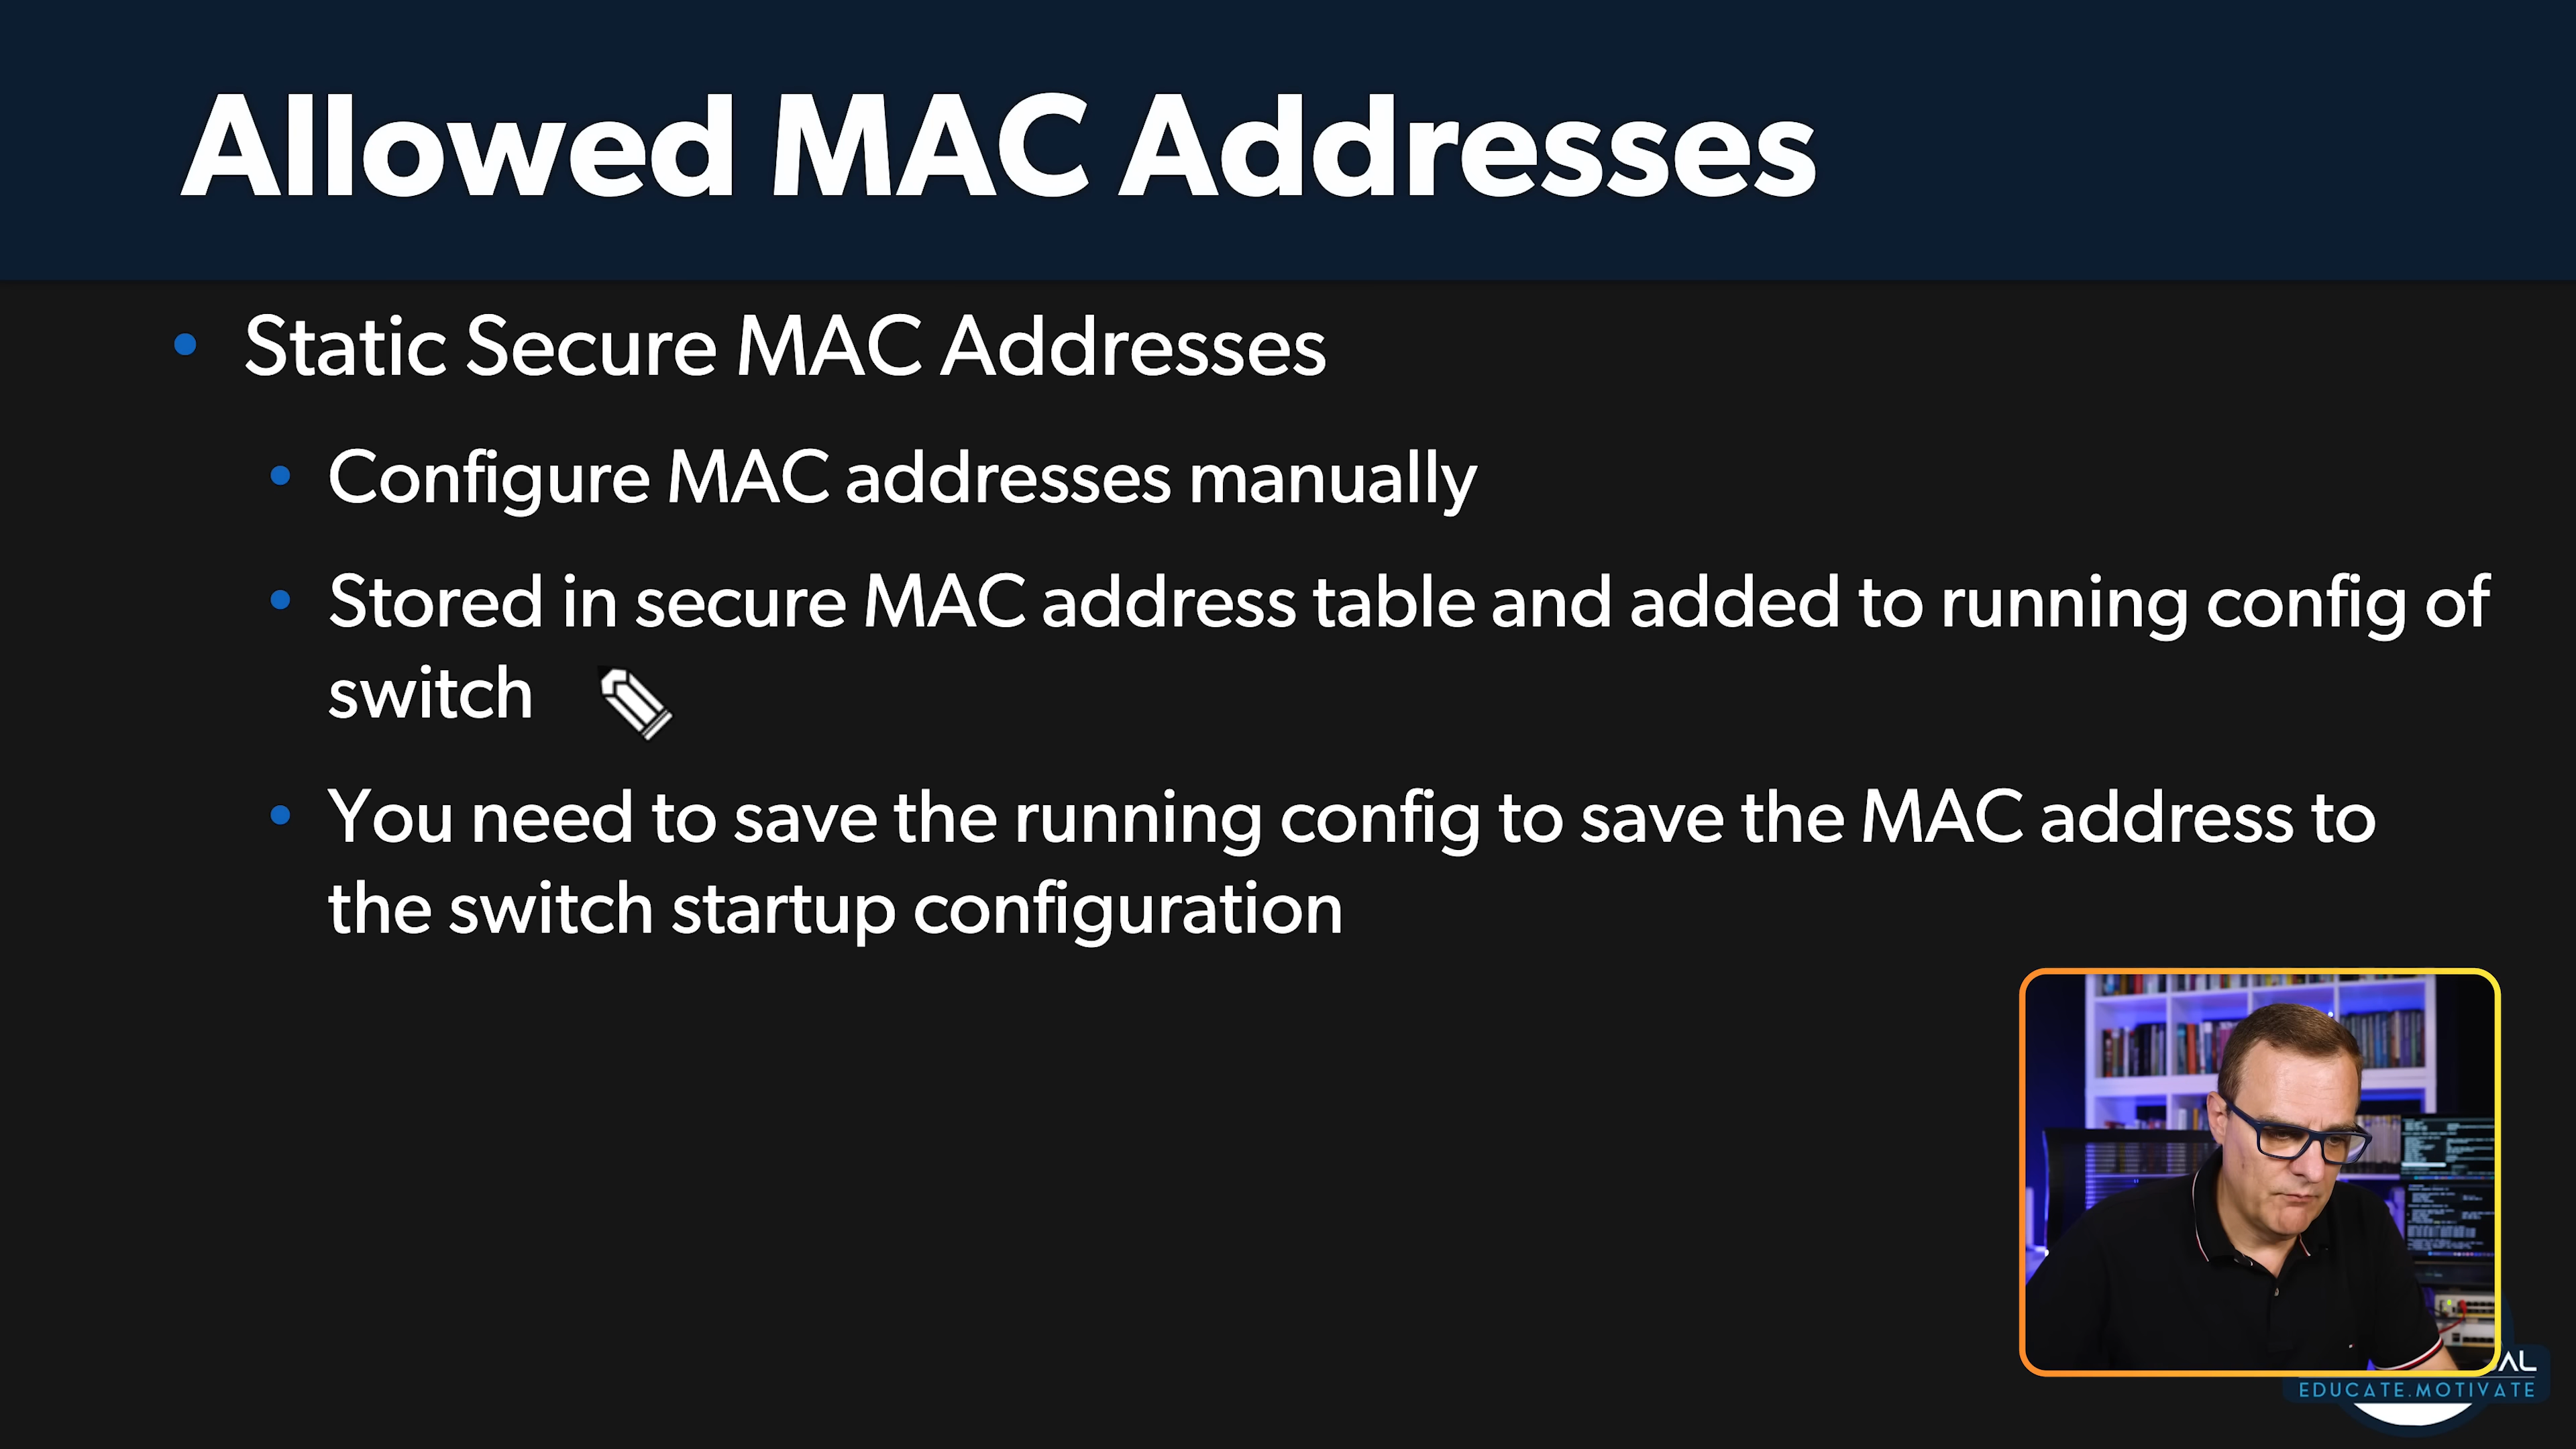 Allowed MAC Addresses
Static Secure MAC Addresses
Configure MAC addresses manually
Stored in secure MAC address table and added to running config of
switch
You need to save the running config to save the MAC address to
the switch startup configuration
EDUCATE.MOTIVATE